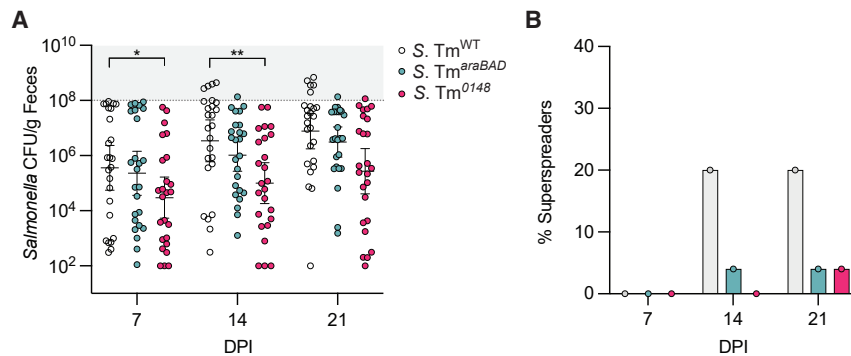 A
Salmonella CFU/g Feces
10^10
10^8
10^6
10^4
10^2
*
**
7
14
21
DPI
S. Tm^WT
S. Tm^araBAD
S. Tm^0148
B
% Superspreaders
40
30
20
10
0
7
14
21
DPI